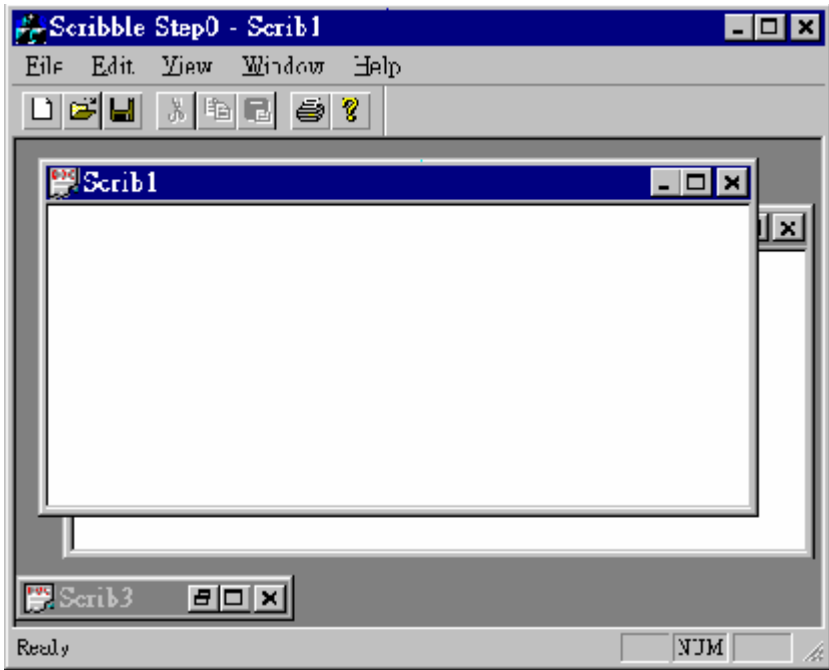 Scribble Step0 - Scrib1
File Edit View Window Help
Scrib1
Scrib3
Ready NUM